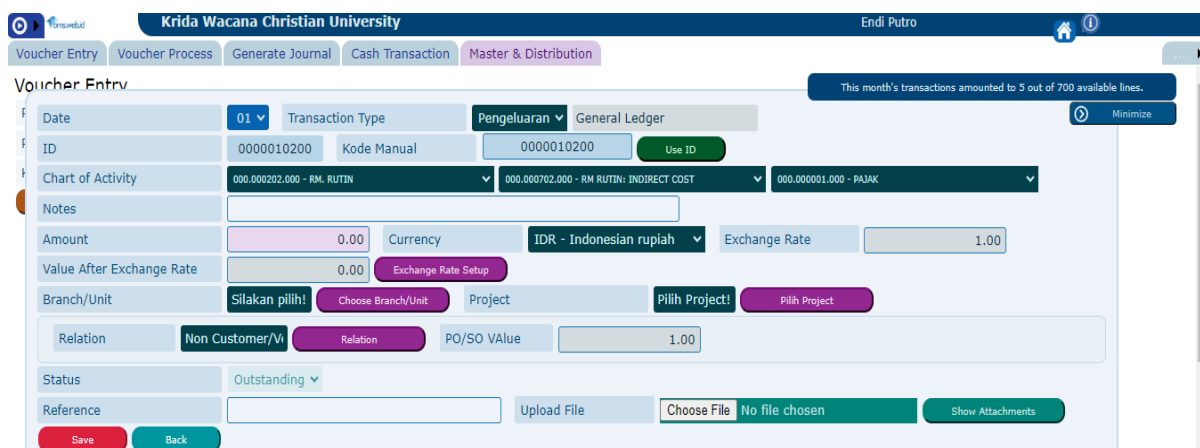 bms.web.id Krida Wacana Christian University Endi Putro
Voucher Entry Voucher Process Generate Journal Cash Transaction Master & Distribution ...
Voucher Entry
This month's transactions amounted to 5 out of 700 available lines.
Minimize
Date 01 Transaction Type Pengeluaran General Ledger
ID 0000010200 Kode Manual 0000010200 Use ID
Chart of Activity 000.000202.000 - RM. RUTIN 000.000702.000 - RM RUTIN: INDIRECT COST 000.000001.000 - PAJAK
Notes
Amount 0.00 Currency IDR - Indonesian rupiah Exchange Rate 1.00
Value After Exchange Rate 0.00 Exchange Rate Setup
Branch/Unit Silakan pilih! Choose Branch/Unit Project Pilih Project! Pilih Project
Relation Non Customer/V Relation PO/SO VAlue 1.00
Status Outstanding
Reference Upload File Choose File No file chosen Show Attachments
Save Back